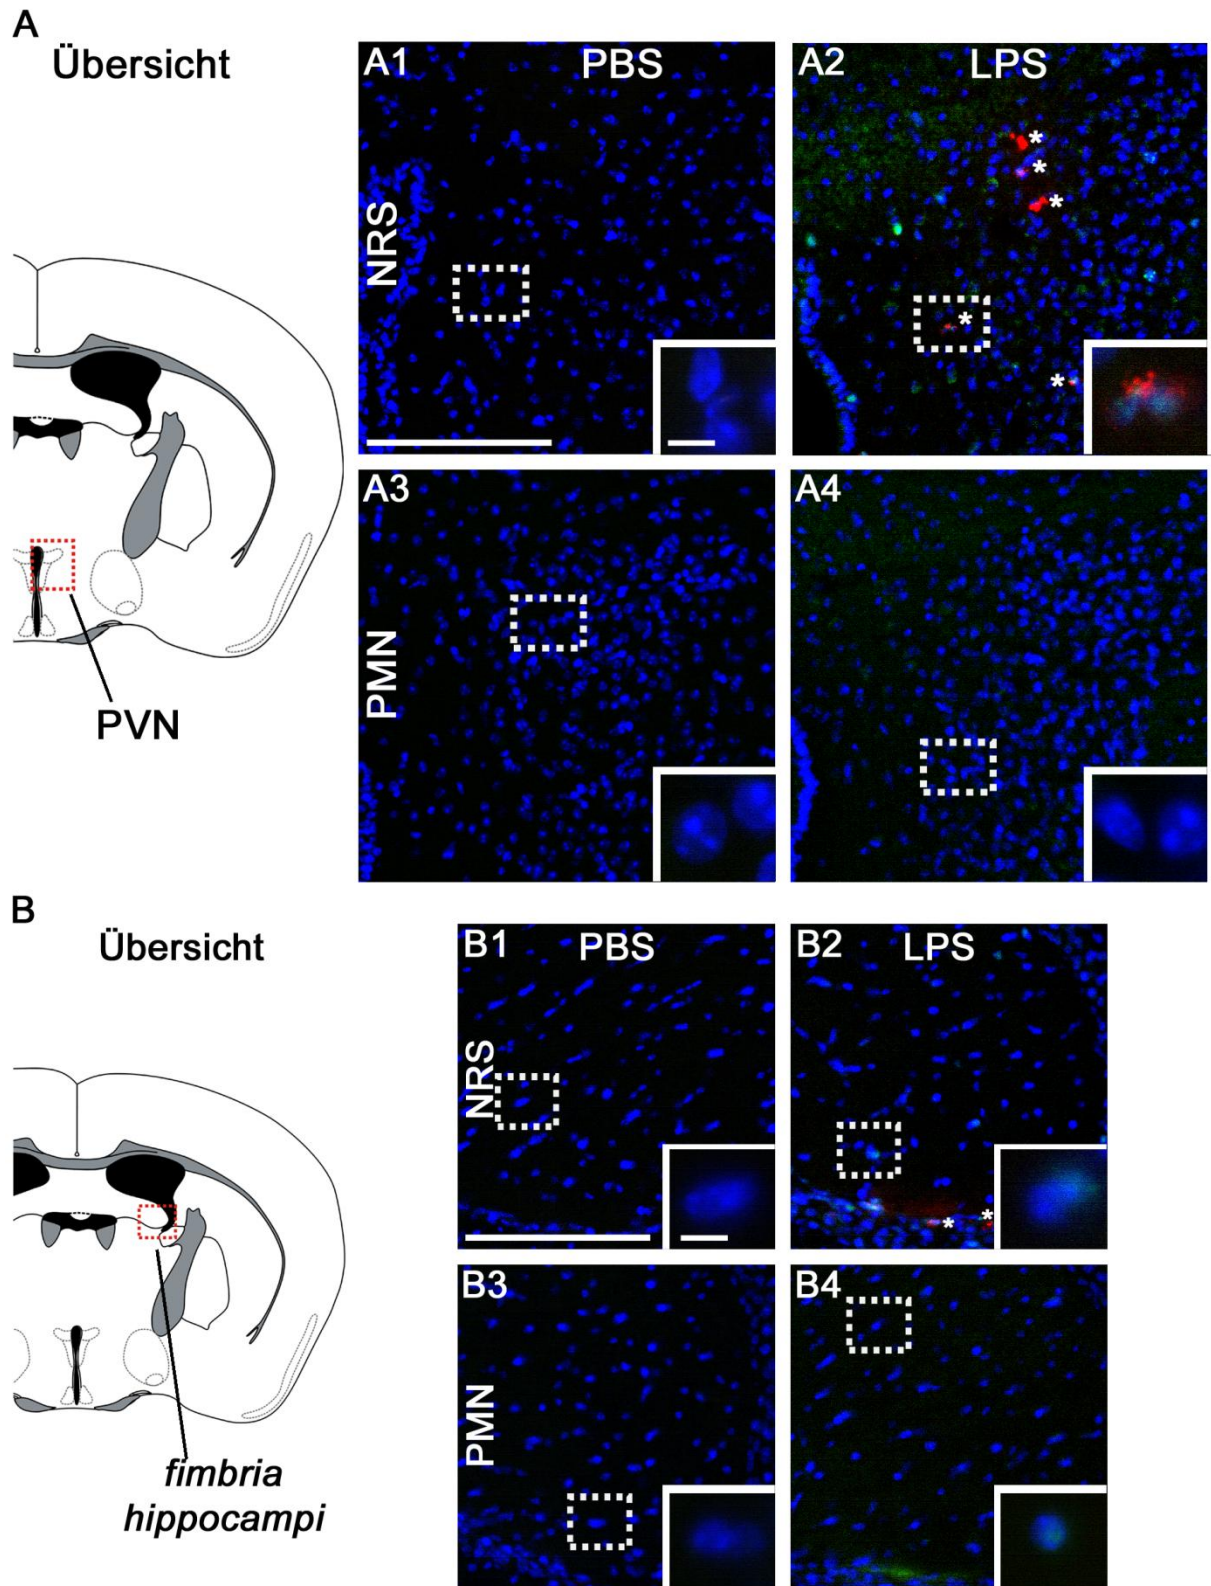 A
Übersicht
A1 PBS
A2 LPS
NRS
*
*
*
*
*
A3
A4
PMN
PVN
B
Übersicht
B1 PBS
B2 LPS
NRS
* *
B3
B4
PMN
fimbria
hippocampi